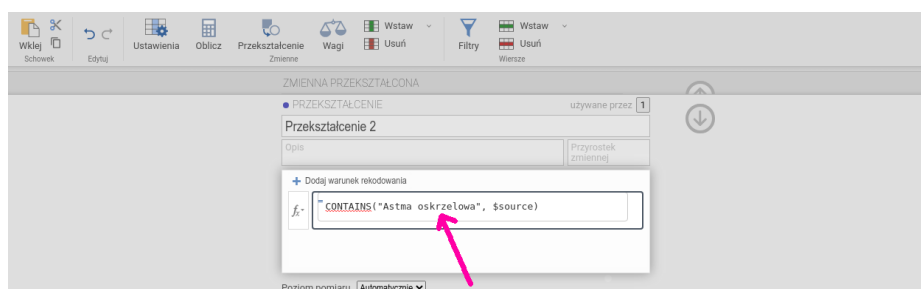 Wklej
Schowek
Edytuj
Ustawienia
Oblicz
Przekształcenie
Wagi
Wstaw
Usuń
Zmienne
Filtry
Wstaw
Usuń
Wiersze
ZMIENNA PRZEKSZTAŁCONA
PRZEKSZTAŁCENIE używane przez 1
Przekształcenie 2
Opis
Przyrostek
zmiennej
Dodaj warunek rekodowania
fx
CONTAINS("Astma oskrzelowa", $source)
Poziom pomiaru Automatycznie